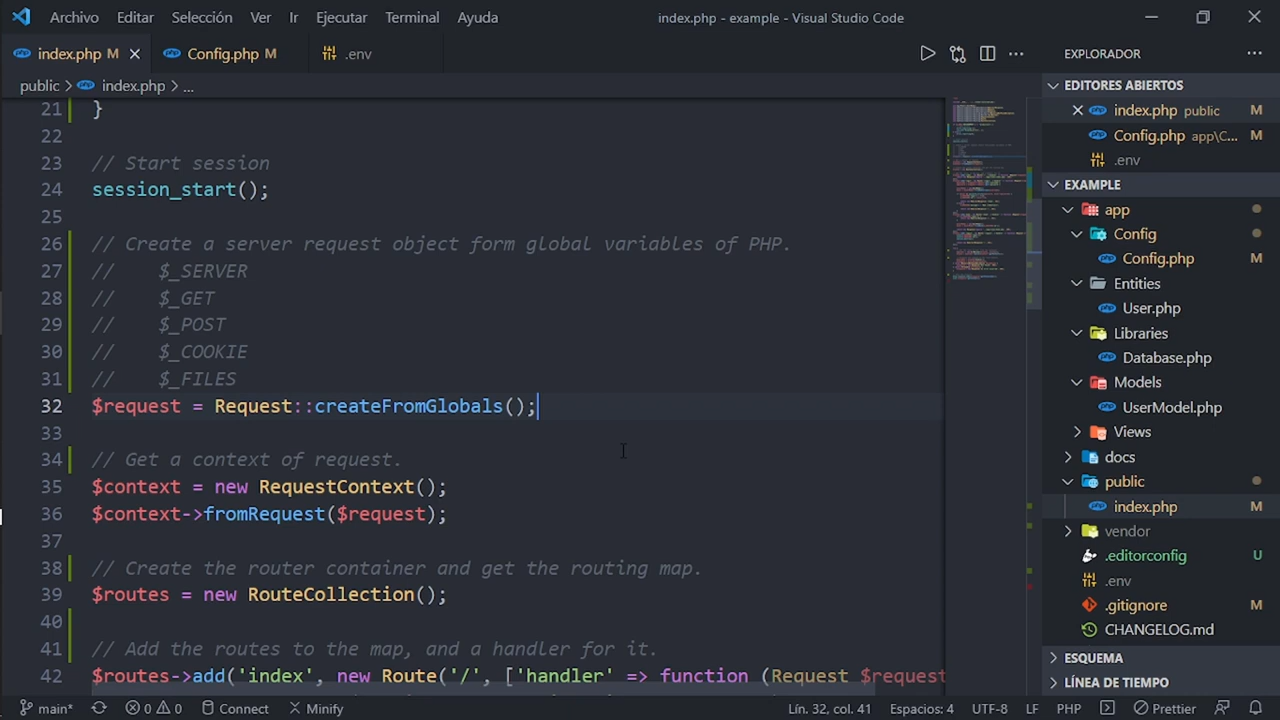 Archivo Editar Selección Ver Ir Ejecutar Terminal Ayuda index.php - example - Visual Studio Code
index.php M Config.php M .env
public > index.php > ...
21 }
22
23 // Start session
24 session_start();
25
26 // Create a server request object form global variables of PHP.
27 //    $_SERVER
28 //    $_GET
29 //    $_POST
30 //    $_COOKIE
31 //    $_FILES
32 $request = Request::createFromGlobals();
33
34 // Get a context of request.
35 $context = new RequestContext();
36 $context->fromRequest($request);
37
38 // Create the router container and get the routing map.
39 $routes = new RouteCollection();
40
41 // Add the routes to the map, and a handler for it.
42 $routes->add('index', new Route('/', ['handler' => function (Request $request
EXPLORADOR
EDITORES ABIERTOS
index.php public M
Config.php app\C... M
.env
EXAMPLE
app
Config
Config.php M
Entities
User.php
Libraries
Database.php
Models
UserModel.php
Views
docs
public
index.php M
vendor
.editorconfig U
.env
.gitignore M
CHANGELOG.md
ESQUEMA
LÍNEA DE TIEMPO
main* 0 0 Connect Minify Lín. 32, col. 41 Espacios: 4 UTF-8 LF PHP Prettier